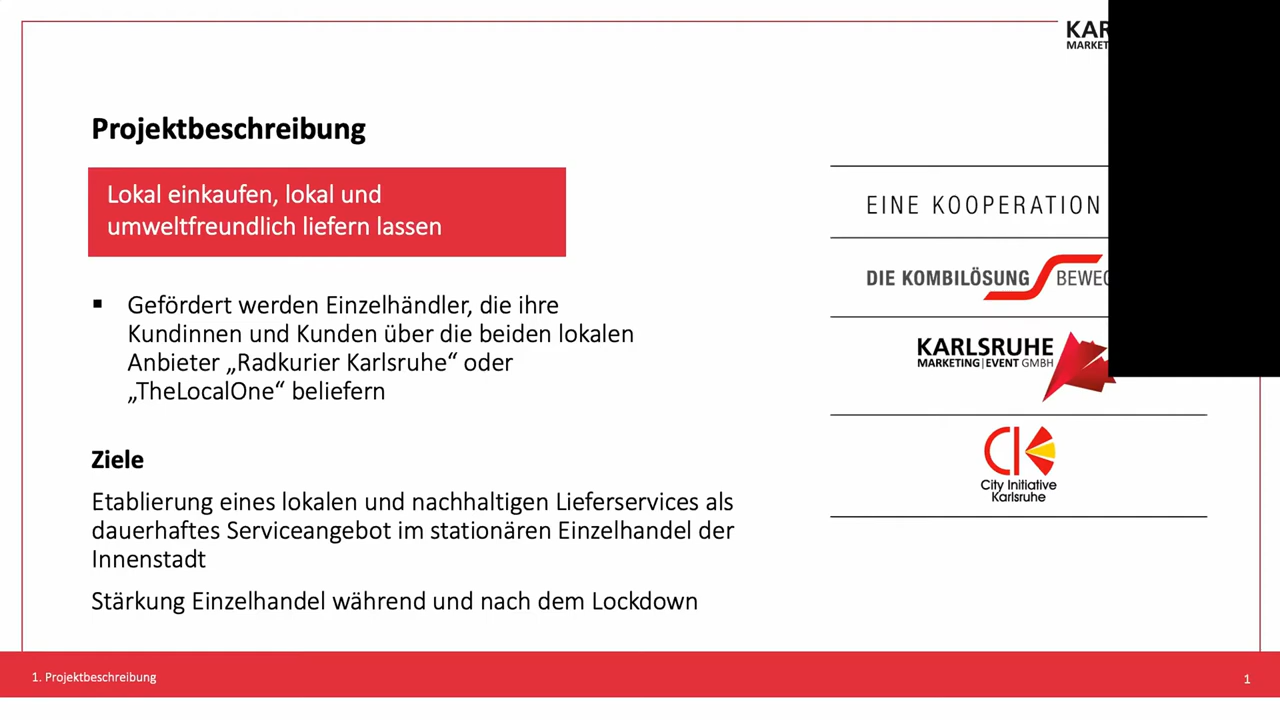 Projektbeschreibung
Lokal einkaufen, lokal und
umweltfreundlich liefern lassen
▪ Gefördert werden Einzelhändler, die ihre
Kundinnen und Kunden über die beiden lokalen
Anbieter „Radkurier Karlsruhe“ oder
„TheLocalOne“ beliefern
Ziele
Etablierung eines lokalen und nachhaltigen Lieferservices als
dauerhaftes Serviceangebot im stationären Einzelhandel der
Innenstadt
Stärkung Einzelhandel während und nach dem Lockdown
EINE KOOPERATION
DIE KOMBILÖSUNG
KARLSRUHE
MARKETING|EVENT GMBH
CIK
City Initiative
Karlsruhe
1. Projektbeschreibung
1